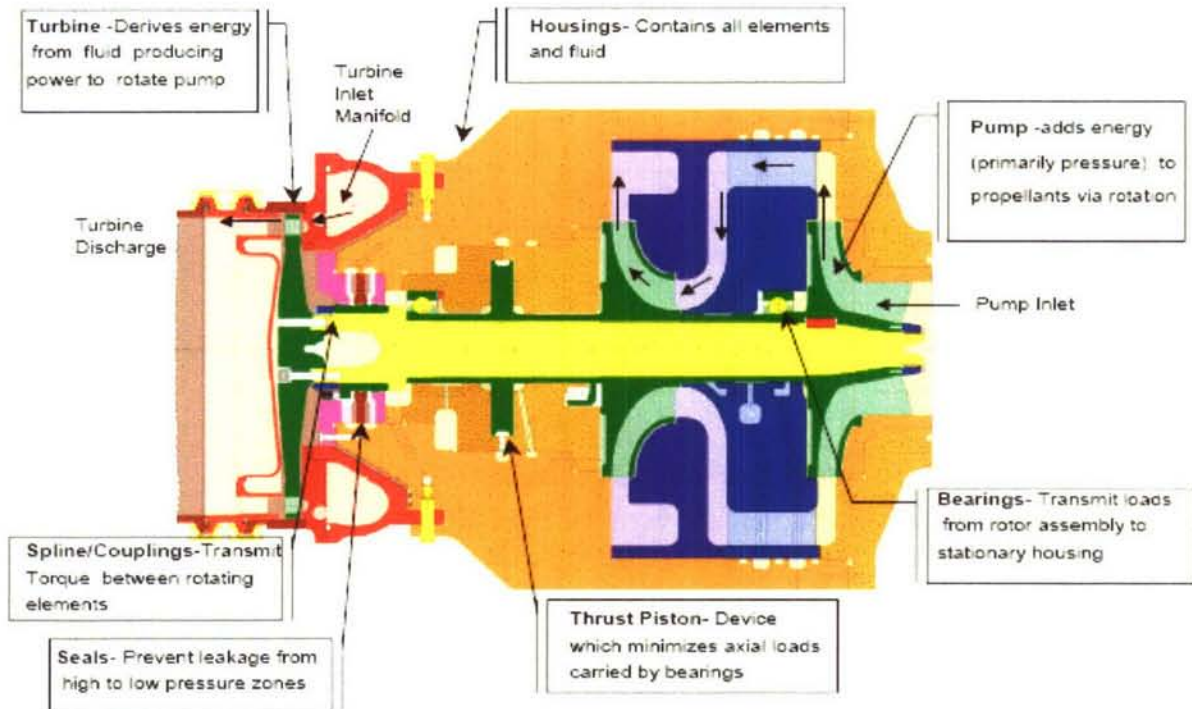 Turbine -Derives energy
from fluid producing
power to rotate pump
Turbine
Inlet
Manifold
Housings- Contains all elements
and fluid
Pump -adds energy
(primarily pressure) to
propellants via rotation
Turbine
Discharge
Pump Inlet
Bearings- Transmit loads
from rotor assembly to
stationary housing
Spline/Couplings-Transmit
Torque between rotating
elements
Thrust Piston- Device
which minimizes axial loads
carried by bearings
Seals- Prevent leakage from
high to low pressure zones